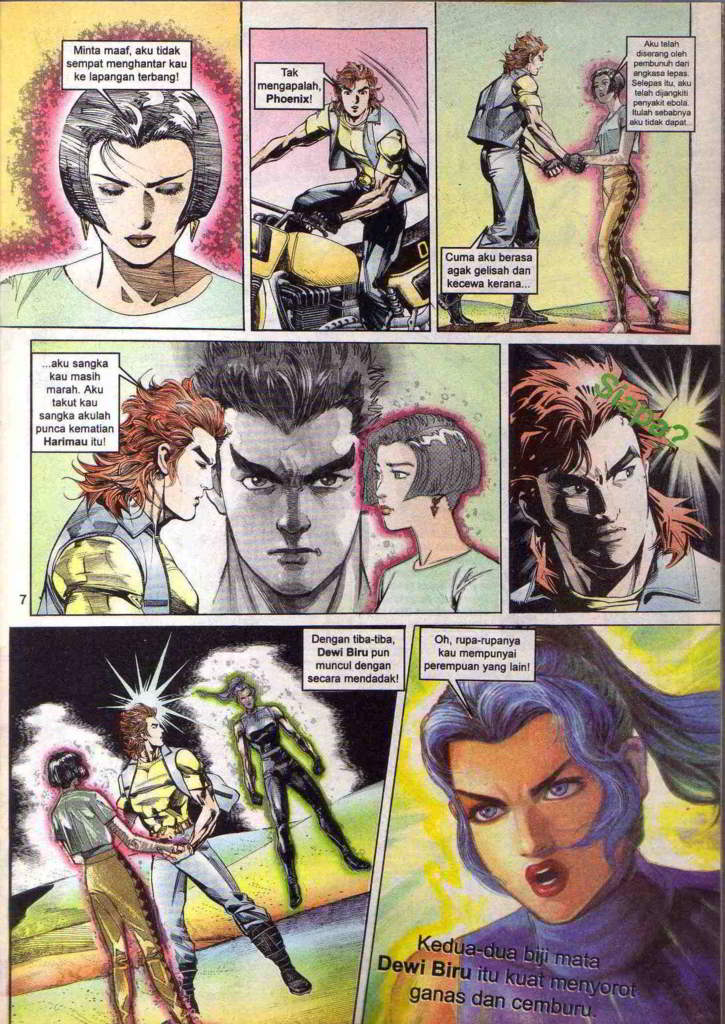 Minta maaf, aku tidak
sempat menghantar kau
ke lapangan terbang!
Tak
mengapalah,
Phoenix!
Aku telah
diserang oleh
pembunuh dari
angkasa lepas.
Selepas itu, aku
telah dijangkiti
penyakit ebola.
Itulah sebabnya
aku tidak dapat...
Cuma aku berasa
agak gelisah dan
kecewa kerana...
...aku sangka
kau masih
marah. Aku
takut kau
sangka akulah
punca kematian
Harimau itu!
Siapa?
7
Dengan tiba-tiba,
Dewi Biru pun
muncul dengan
secara mendadak!
Oh, rupa-rupanya
kau mempunyai
perempuan yang lain!
Kedua-dua biji mata
Dewi Biru itu kuat menyorot
ganas dan cemburu.